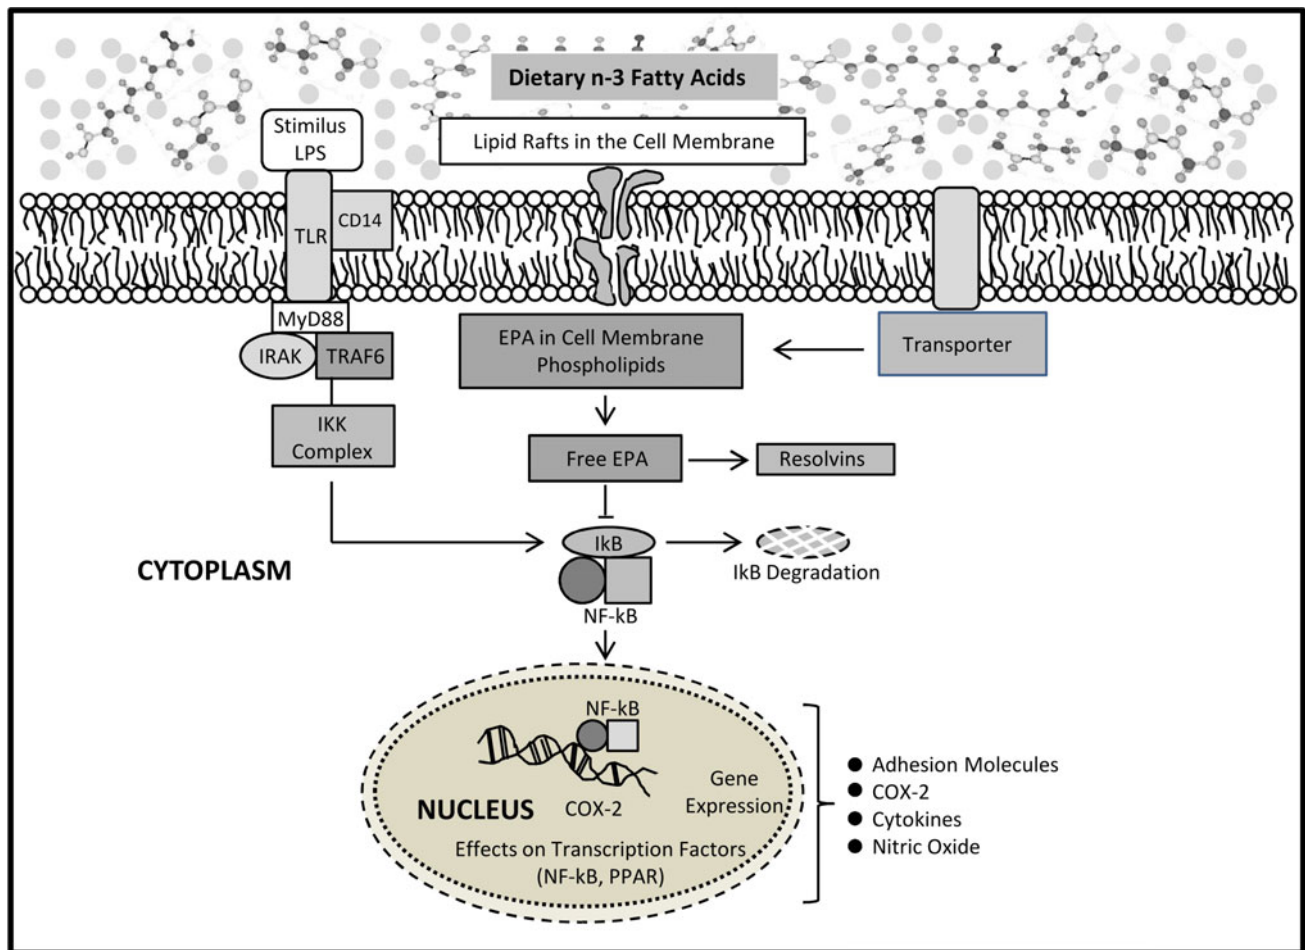 Dietary n-3 Fatty Acids
Stimilus
LPS
Lipid Rafts in the Cell Membrane
TLR
CD14
MyD88
IRAK
TRAF6
EPA in Cell Membrane
Phospholipids
Transporter
IKK
Complex
Free EPA
Resolvins
IkB
IkB Degradation
CYTOPLASM
NF-kB
NF-kB
Gene
Expression
NUCLEUS
COX-2
Effects on Transcription Factors
(NF-kB, PPAR)
● Adhesion Molecules
● COX-2
● Cytokines
● Nitric Oxide